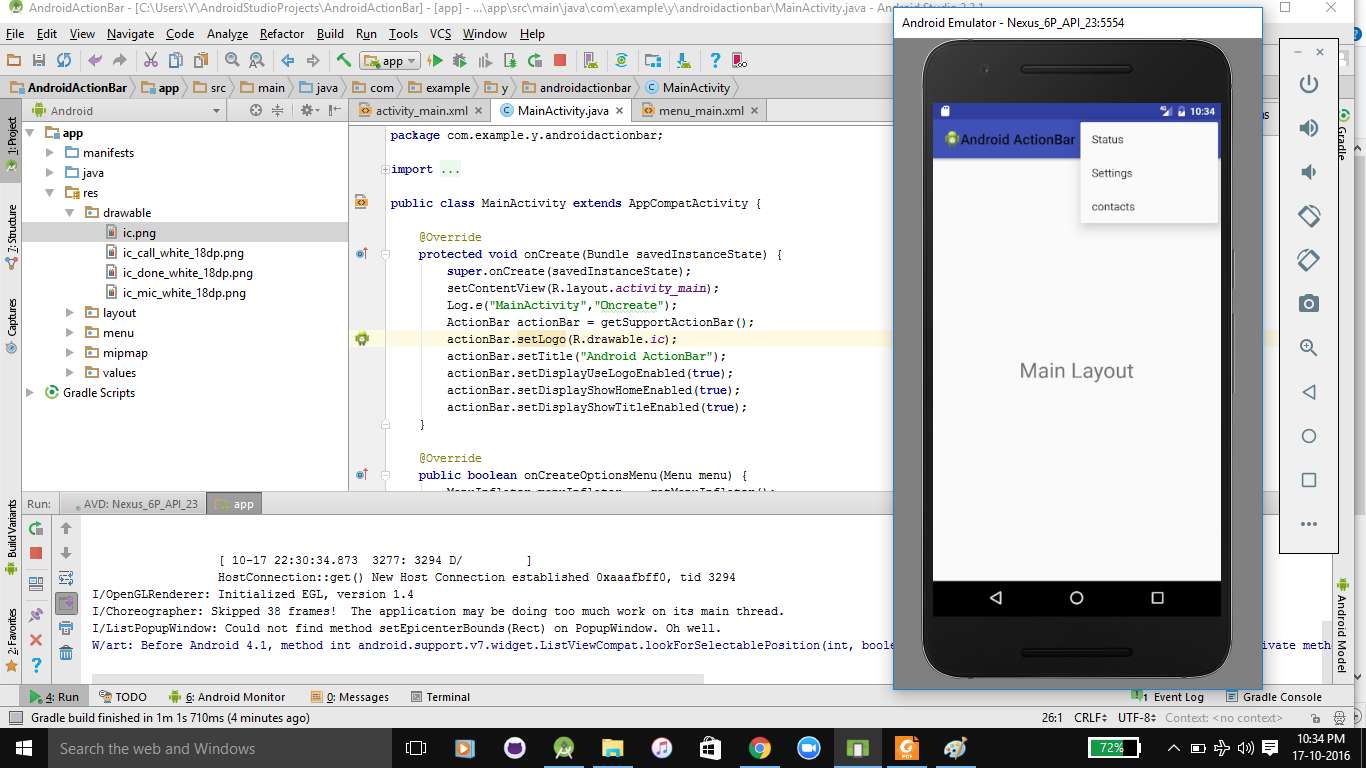 AndroidActionBar - [C:\Users\Y\AndroidStudioProjects\AndroidActionBar] - [app] - ...\app\src\main\java\com\example\y\androidactionbar\MainActivity.java - Android Studio 2.2.1
File Edit View Navigate Code Analyze Refactor Build Run Tools VCS Window Help
app
AndroidActionBar app src main java com example y androidactionbar MainActivity
Android
activity_main.xml MainActivity.java menu_main.xml
1: Project
7: Structure
Captures
Build Variants
2: Favorites
app
manifests
java
res
drawable
ic.png
ic_call_white_18dp.png
ic_done_white_18dp.png
ic_mic_white_18dp.png
layout
menu
mipmap
values
Gradle Scripts
package com.example.y.androidactionbar;
import ...
public class MainActivity extends AppCompatActivity {
@Override
protected void onCreate(Bundle savedInstanceState) {
super.onCreate(savedInstanceState);
setContentView(R.layout.activity_main);
Log.e("MainActivity","Oncreate");
ActionBar actionBar = getSupportActionBar();
actionBar.setLogo(R.drawable.ic);
actionBar.setTitle("Android ActionBar");
actionBar.setDisplayUseLogoEnabled(true);
actionBar.setDisplayShowHomeEnabled(true);
actionBar.setDisplayShowTitleEnabled(true);
}
@Override
public boolean onCreateOptionsMenu(Menu menu) {
Android Emulator - Nexus_6P_API_23:5554
10:34
Android ActionBar
Status
Settings
contacts
Main Layout
Gradle
Android Model
Run: AVD: Nexus_6P_API_23 app
[ 10-17 22:30:34.873 3277: 3294 D/ ]
HostConnection::get() New Host Connection established 0xaaafbff0, tid 3294
I/OpenGLRenderer: Initialized EGL, version 1.4
I/Choreographer: Skipped 38 frames! The application may be doing too much work on its main thread.
I/ListPopupWindow: Could not find method setEpicenterBounds(Rect) on PopupWindow. Oh well.
W/art: Before Android 4.1, method int android.support.v7.widget.ListViewCompat.lookForSelectablePosition(int, boole
ivate meth
4: Run TODO 6: Android Monitor 0: Messages Terminal 1 Event Log Gradle Console
Gradle build finished in 1m 1s 710ms (4 minutes ago) 26:1 CRLF UTF-8 Context: <no context>
Search the web and Windows
72%
10:34 PM
17-10-2016